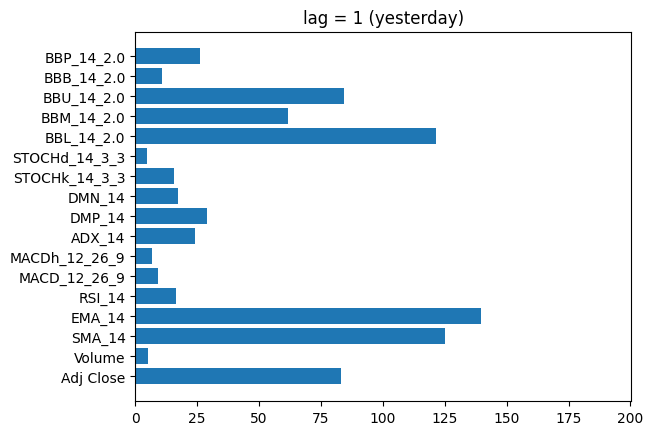 lag = 1 (yesterday)
BBP_14_2.0
BBB_14_2.0
BBU_14_2.0
BBM_14_2.0
BBL_14_2.0
STOCHd_14_3_3
STOCHk_14_3_3
DMN_14
DMP_14
ADX_14
MACDh_12_26_9
MACD_12_26_9
RSI_14
EMA_14
SMA_14
Volume
Adj Close
0 25 50 75 100 125 150 175 200